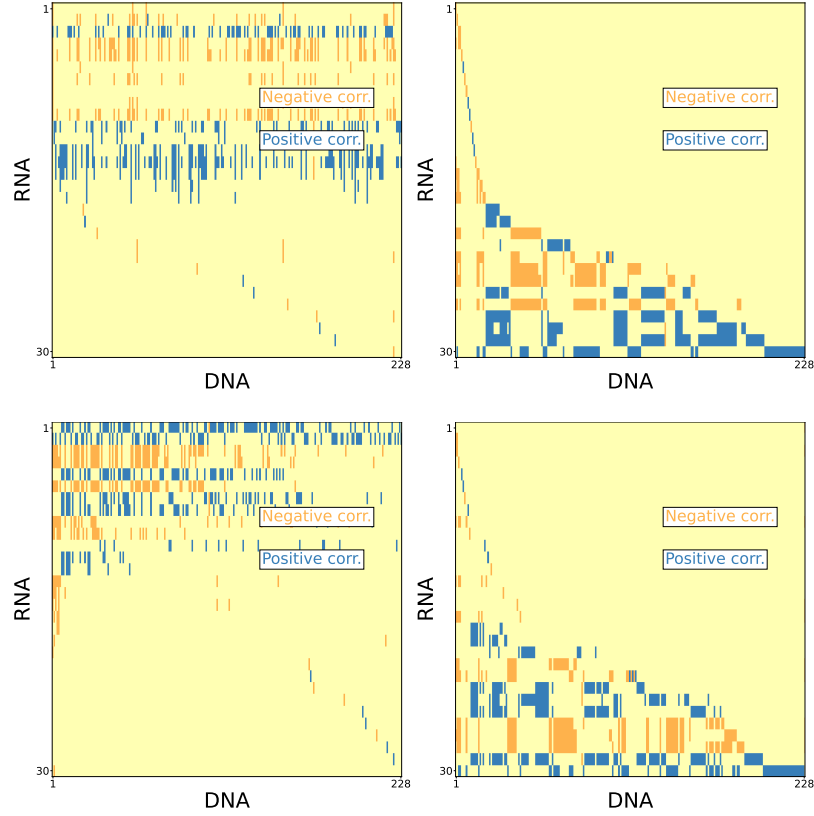 1
RNA
Negative corr.
Positive corr.
30
1
228
DNA
1
RNA
Negative corr.
Positive corr.
30
1
228
DNA
1
RNA
Negative corr.
Positive corr.
30
1
228
DNA
1
RNA
Negative corr.
Positive corr.
30
1
228
DNA